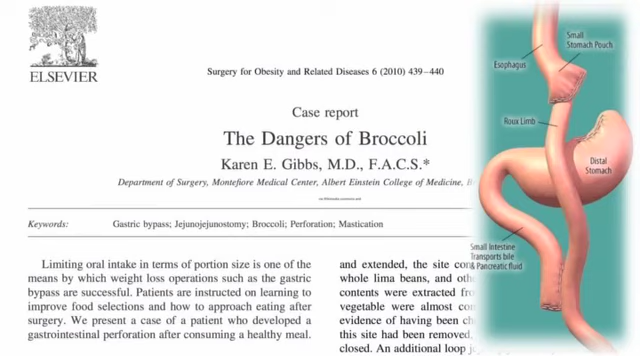 ELSEVIER
Surgery for Obesity and Related Diseases 6 (2010) 439–440
Case report
The Dangers of Broccoli
Karen E. Gibbs, M.D., F.A.C.S.*
Department of Surgery, Montefiore Medical Center, Albert Einstein College of Medicine,
Keywords: Gastric bypass; Jejunojejunostomy; Broccoli; Perforation; Mastication
Limiting oral intake in terms of portion size is one of the
means by which weight loss operations such as the gastric
bypass are successful. Patients are instructed on learning to
improve food selections and how to approach eating after
surgery. We present a case of a patient who developed a
gastrointestinal perforation after consuming a healthy meal.
and extended, the site
whole lima beans, and
contents were extracted
vegetable were almost
evidence of having been
this site had been removed.
closed. An additional loop
Small
Stomach Pouch
Esophagus
Roux Limb
Distal
Stomach
Small Intestine
Transports bile
& Pancreatic fluid